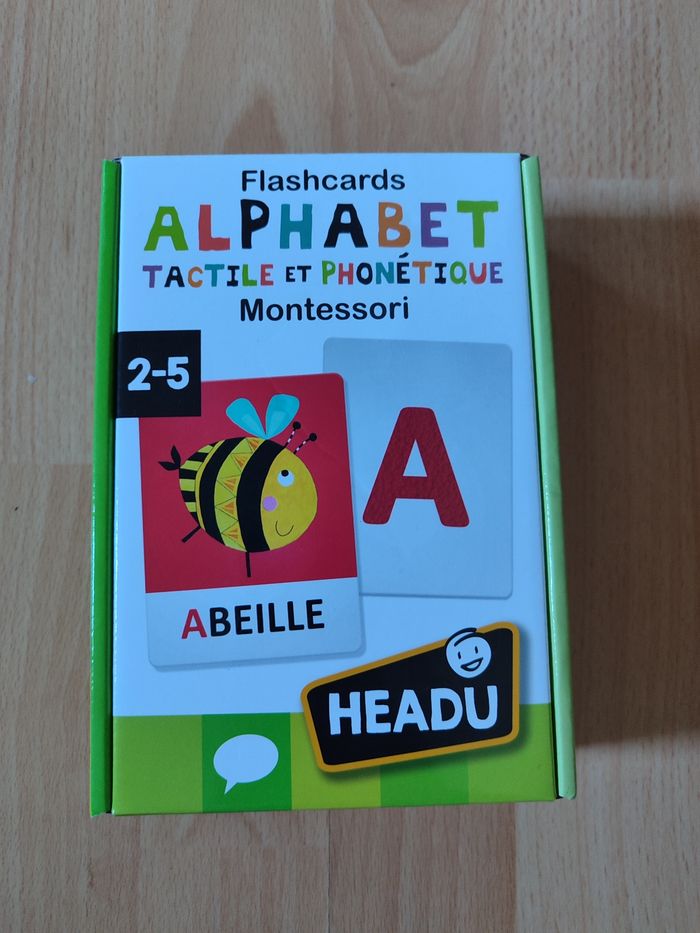 Flashcards
ALPHABET
TACTILE ET PHONÉTIQUE
Montessori
2-5
A
ABEILLE
HEADU